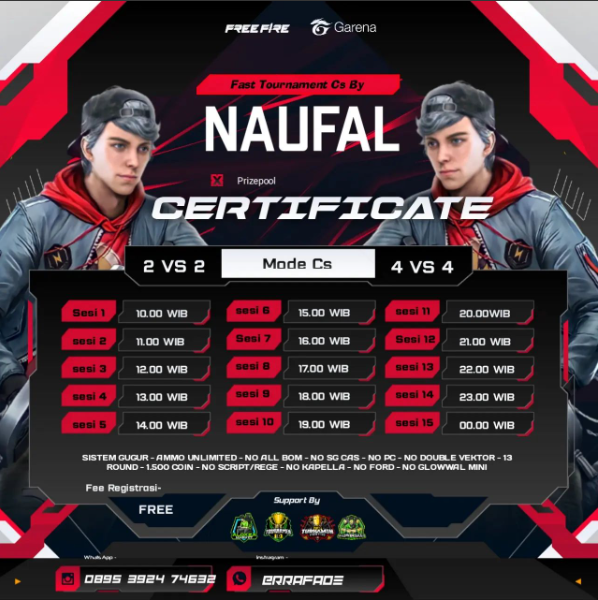 FREE FIRE Garena
Fast Tournament Cs By
NAUFAL
Prizepool
CERTIFICATE
2 VS 2 Mode Cs 4 VS 4
Sesi 1 10.00 WIB sesi 6 15.00 WIB sesi 11 20.00WIB
sesi 2 11.00 WIB Sesi 7 16.00 WIB Sesi 12 21.00 WIB
sesi 3 12.00 WIB sesi 8 17.00 WIB sesi 13 22.00 WIB
sesi 4 13.00 WIB sesi 9 18.00 WIB sesi 14 23.00 WIB
sesi 5 14.00 WIB sesi 10 19.00 WIB sesi 15 00.00 WIB
SISTEM GUGUR - AMMO UNLIMITED - NO ALL BOM - NO SG CAS - NO PC - NO DOUBLE VEKTOR - 13
ROUND - 1.500 COIN - NO SCRIPT/REGE - NO KAPELLA - NO FORD - NO GLOWWAL MINI
Fee Registrasi-
FREE
Support By
WhatsApp - Instagram -
0895 3924 74632 @RRAFADE